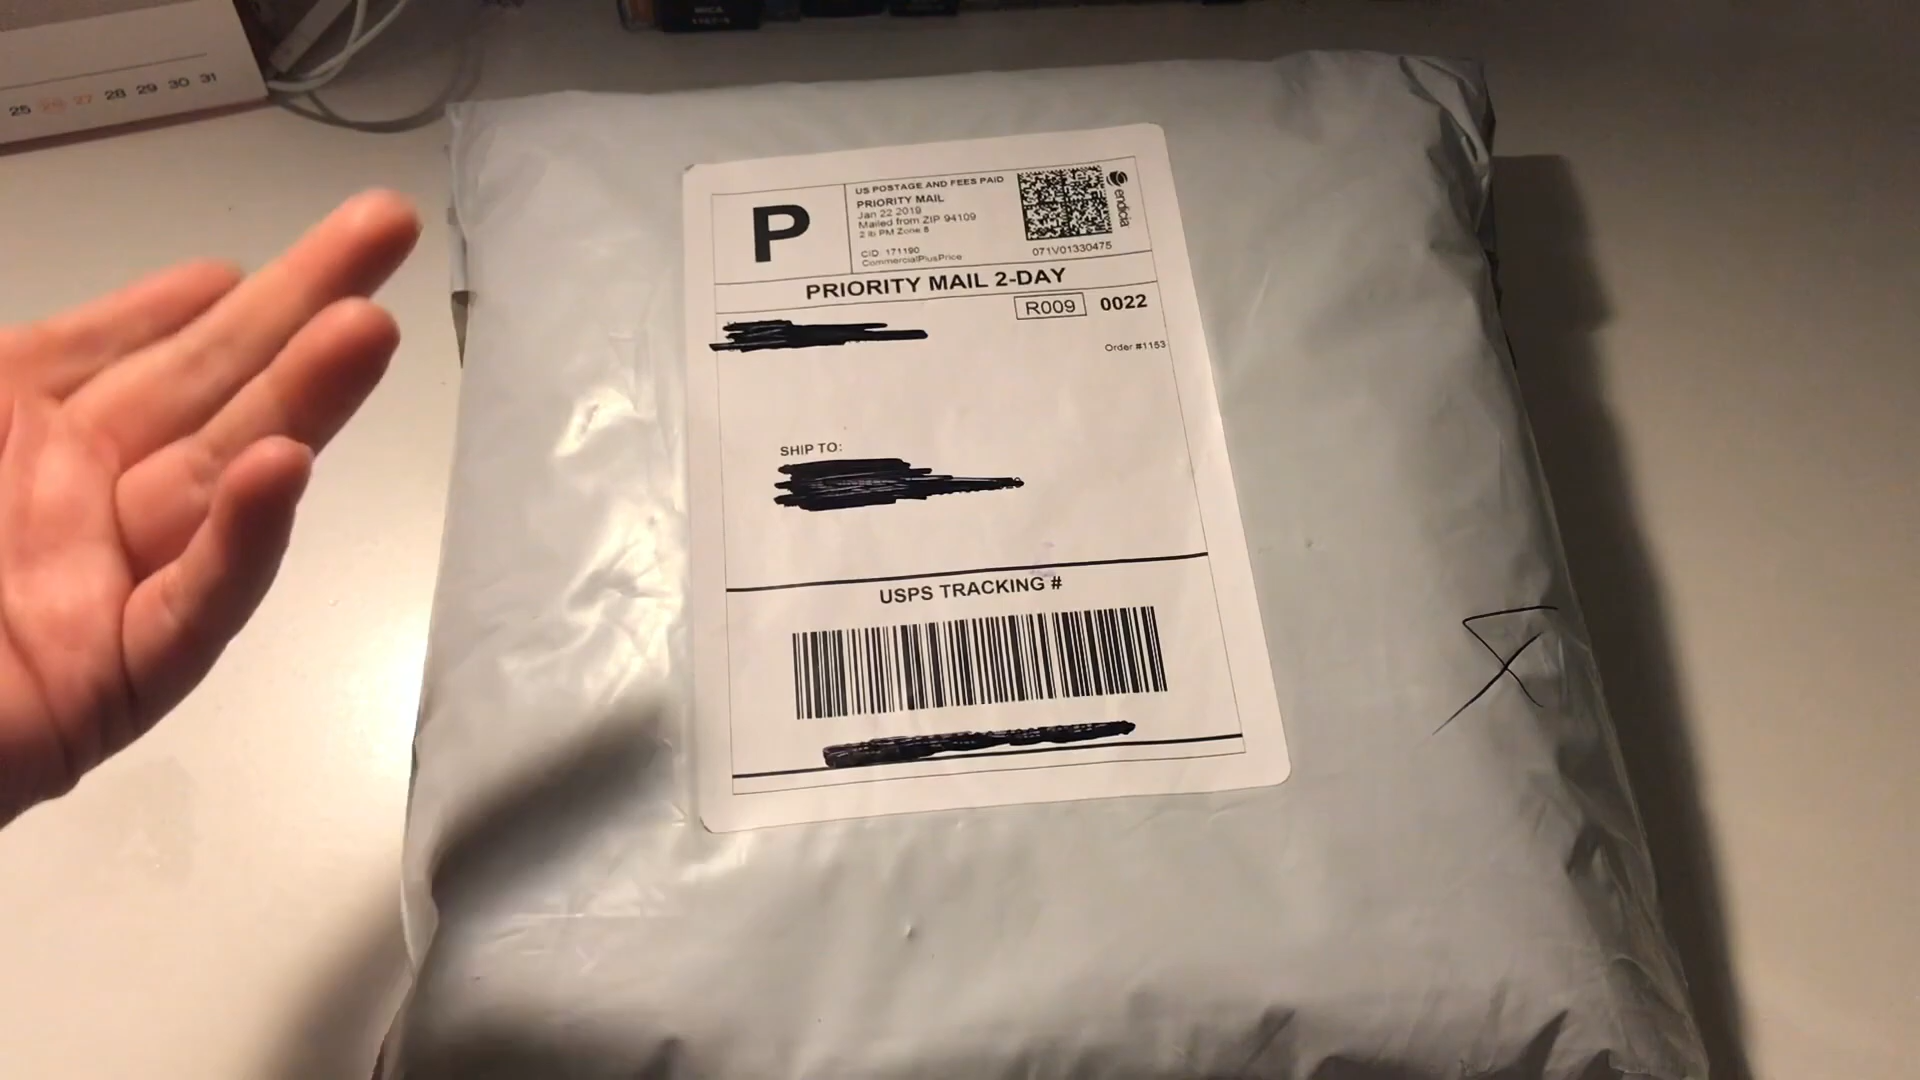 25 26 27 28 29 30 31
P
US POSTAGE AND FEES PAID
PRIORITY MAIL
Jan 22 2019
Mailed from ZIP 94109
2 lb PM Zone 8
CID: 171190
CommercialPlusPrice
endicia
071V01330475
PRIORITY MAIL 2-DAY
R009 0022
Order #1153
SHIP TO:
USPS TRACKING #